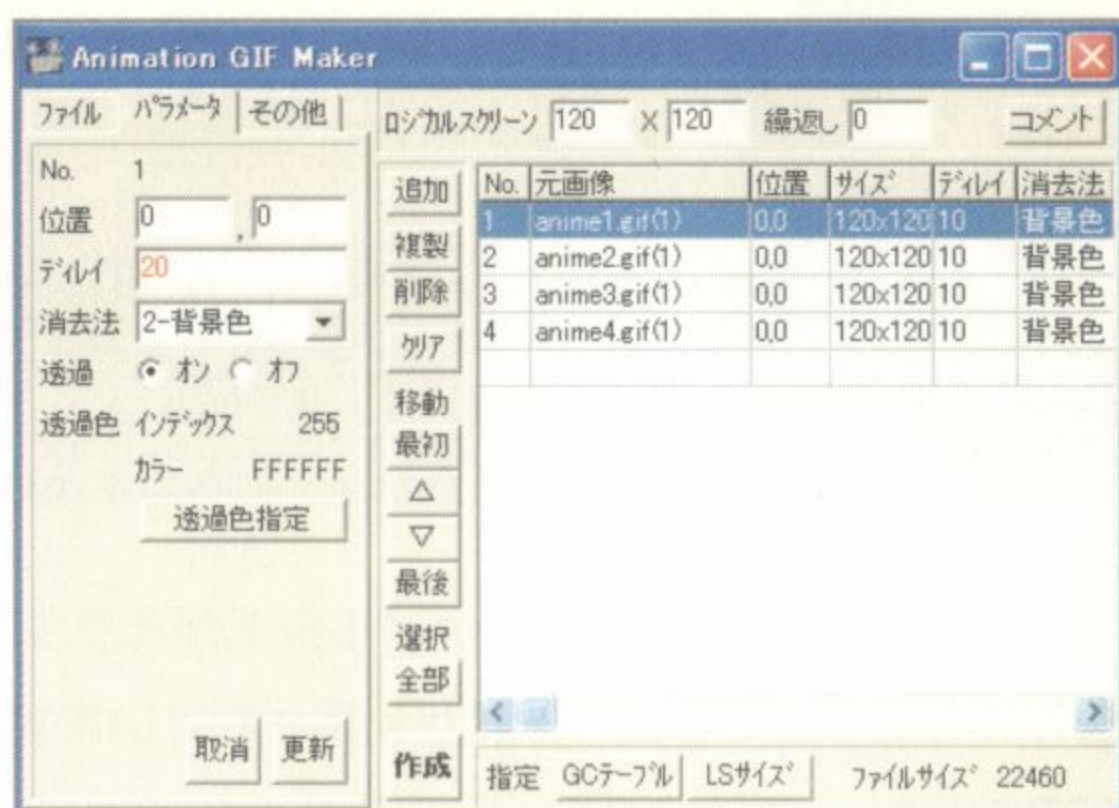 Animation GIF Maker
ファイル パラメータ その他
No. 1
位置 0 , 0
ディレイ 20
消去法 2-背景色
透過 オン オフ
透過色 インデックス 255
カラー FFFFFF
透過色指定
取消 更新
ロジカルスクリーン 120 × 120 繰返し 0 コメント
追加
複製
削除
クリア
移動
最初
△
▽
最後
選択
全部
作成
No. 元画像 位置 サイズ ディレイ 消去法
1 anime1.gif(1) 0,0 120x120 10 背景色
2 anime2.gif(1) 0,0 120x120 10 背景色
3 anime3.gif(1) 0,0 120x120 10 背景色
4 anime4.gif(1) 0,0 120x120 10 背景色
指定 GCテーブル LSサイズ ファイルサイズ 22460